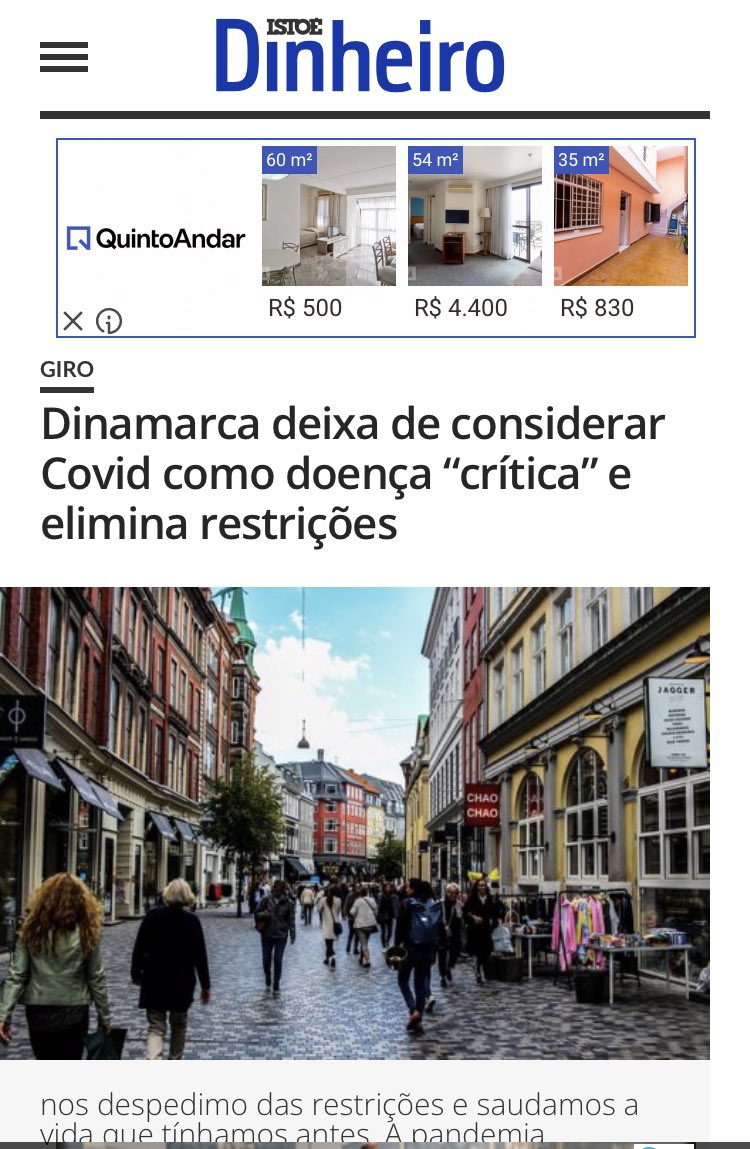 ISTOÉ
Dinheiro
60 m²
54 m²
35 m²
QuintoAndar
R$ 500
R$ 4.400
R$ 830
GIRO
Dinamarca deixa de considerar
Covid como doença “crítica” e
elimina restrições
JAGGER
CHAO
CHAO
nos despedimo das restrições e saudamos a
vida que tínhamos antes. A pandemia